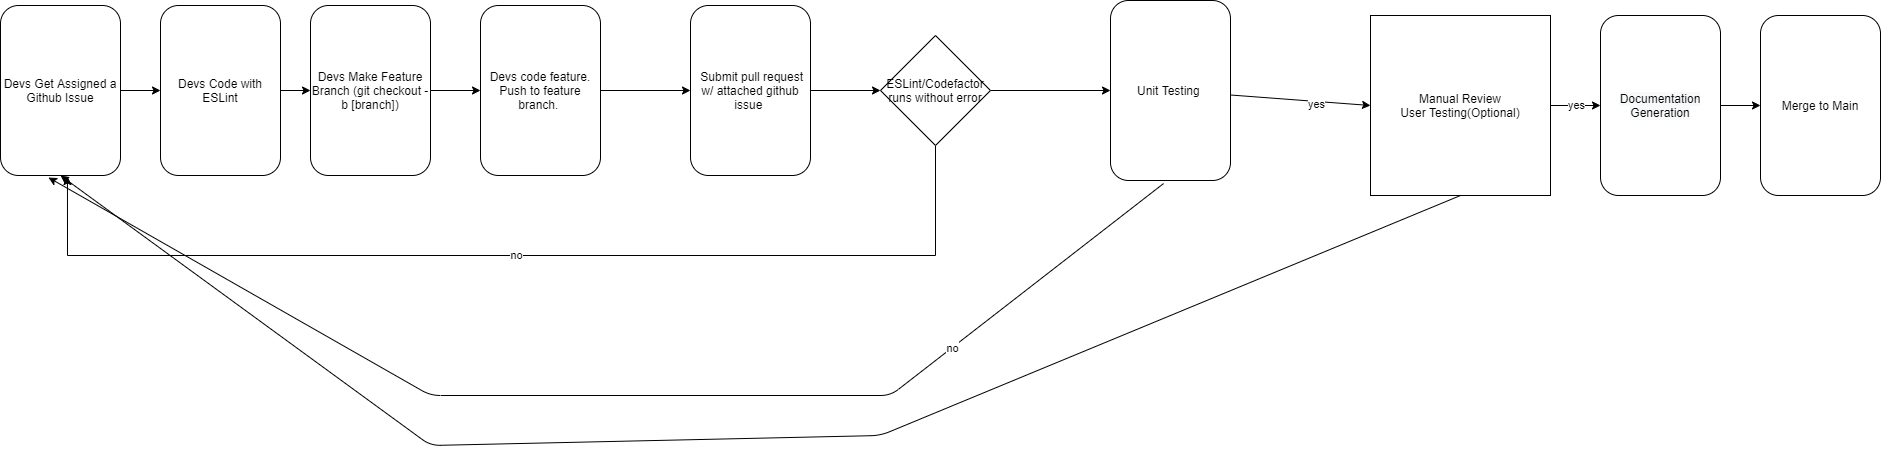 Devs Get Assigned a
Github Issue
Devs Code with
ESLint
Devs Make Feature
Branch (git checkout -
b [branch])
Devs code feature.
Push to feature
branch.
Submit pull request
w/ attached github
issue
ESLint/Codefactor
runs without error
Unit Testing
yes
Manual Review
User Testing(Optional)
yes
Documentation
Generation
Merge to Main
no
no